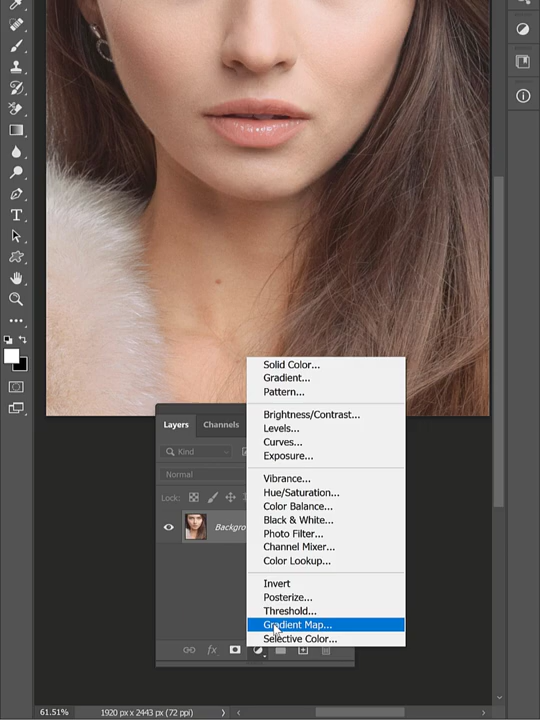 Solid Color...
Gradient...
Pattern...
Brightness/Contrast...
Levels...
Curves...
Exposure...
Vibrance...
Hue/Saturation...
Color Balance...
Black & White...
Photo Filter...
Channel Mixer...
Color Lookup...
Invert
Posterize...
Threshold...
Gradient Map...
Selective Color...
Layers
Channels
Kind
Normal
Lock:
Backgro
fx
T
61.51%
1920 px x 2443 px (72 ppi)